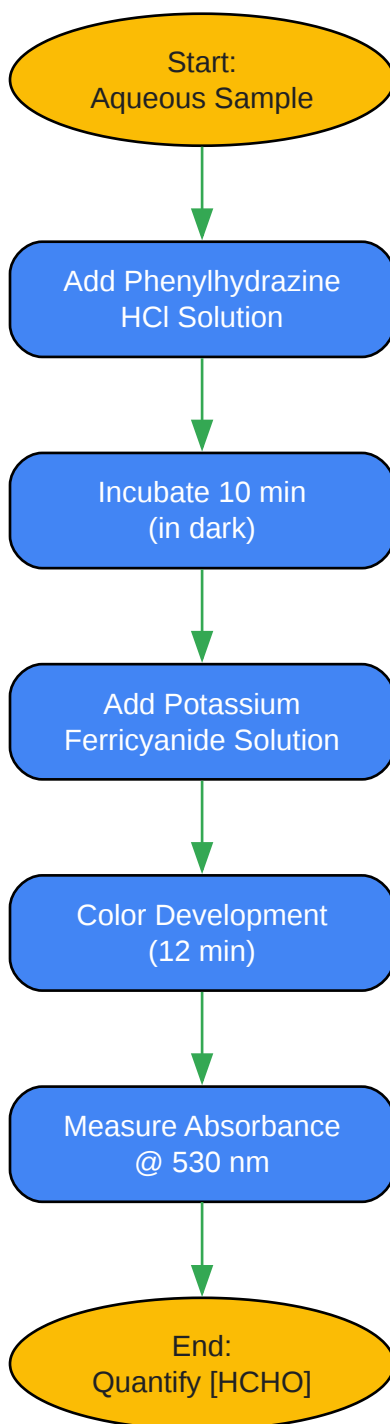 Start:
Aqueous Sample
Add Phenylhydrazine
HCl Solution
Incubate 10 min
(in dark)
Add Potassium
Ferricyanide Solution
Color Development
(12 min)
Measure Absorbance
@ 530 nm
End:
Quantify [HCHO]